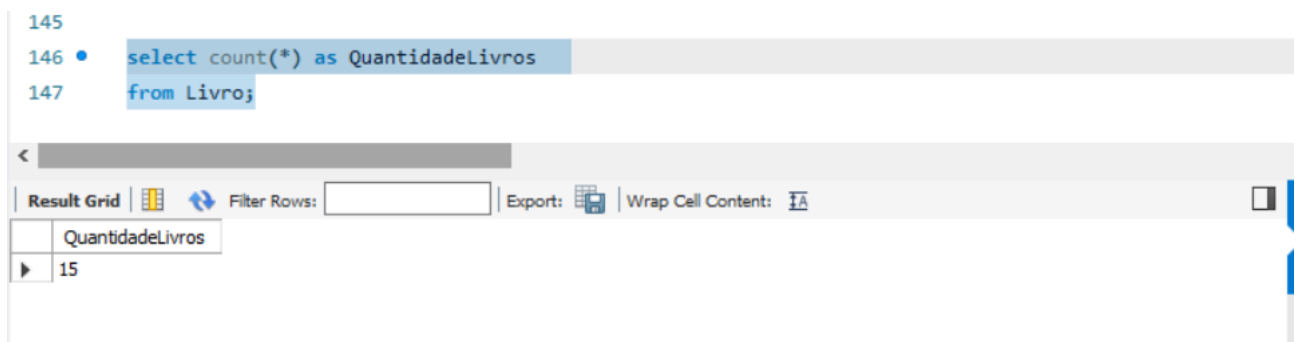 145
146 select count(*) as QuantidadeLivros
147 from Livro;
Result Grid Filter Rows: Export: Wrap Cell Content: IA
QuantidadeLivros
15